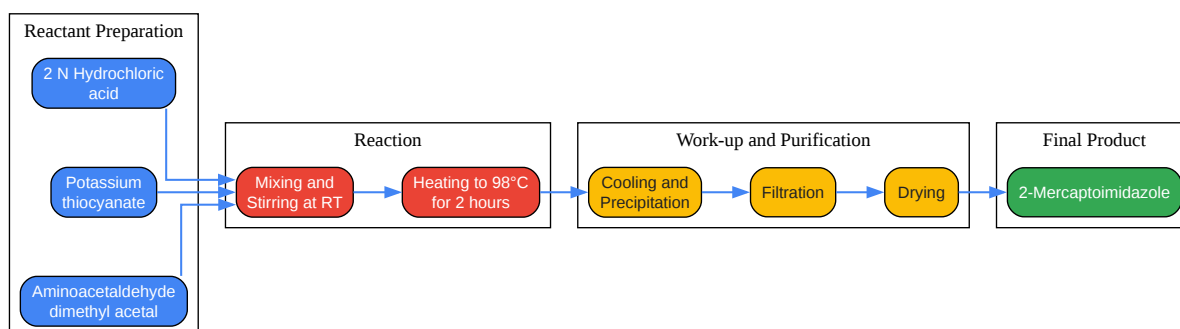 Reactant Preparation
2 N Hydrochloric
acid
Potassium
thiocyanate
Aminoacetaldehyde
dimethyl acetal
Reaction
Mixing and
Stirring at RT
Heating to 98°C
for 2 hours
Work-up and Purification
Cooling and
Precipitation
Filtration
Drying
Final Product
2-Mercaptoimidazole